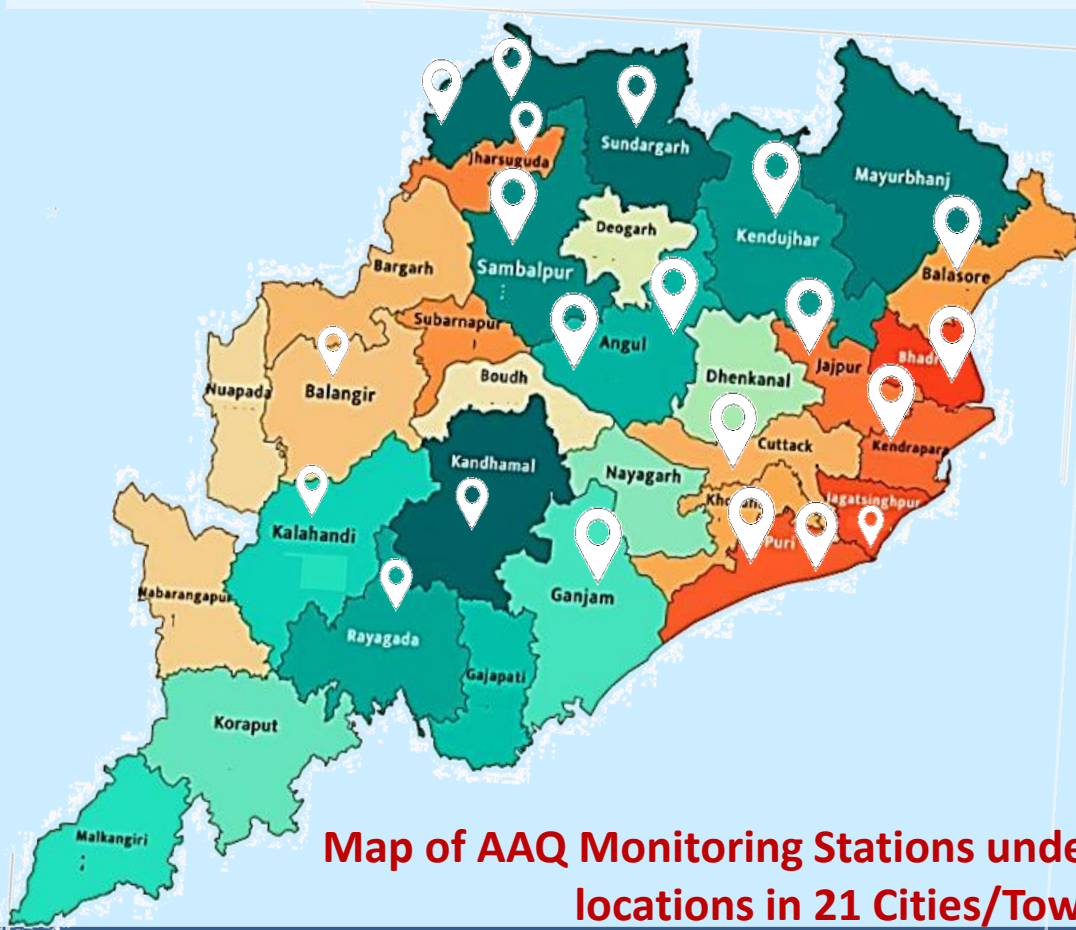 Sundargarh
Jharsuguda
Mayurbhanj
Deogarh
Kendujhar
Bargarh
Sambalpur
Balasore
Subarnapur
Angul
Jajpur
Boudh
Dhenkanal
Nuapada
Balangir
Cuttack
Kendrapara
Kandhamal
Nayagarh
Jagatsinghpur
Kalahandi
Puri
Ganjam
Nabarangapur
Rayagada
Gajapati
Koraput
Malkangiri
Map of AAQ Monitoring Stations unde
locations in 21 Cities/Tow